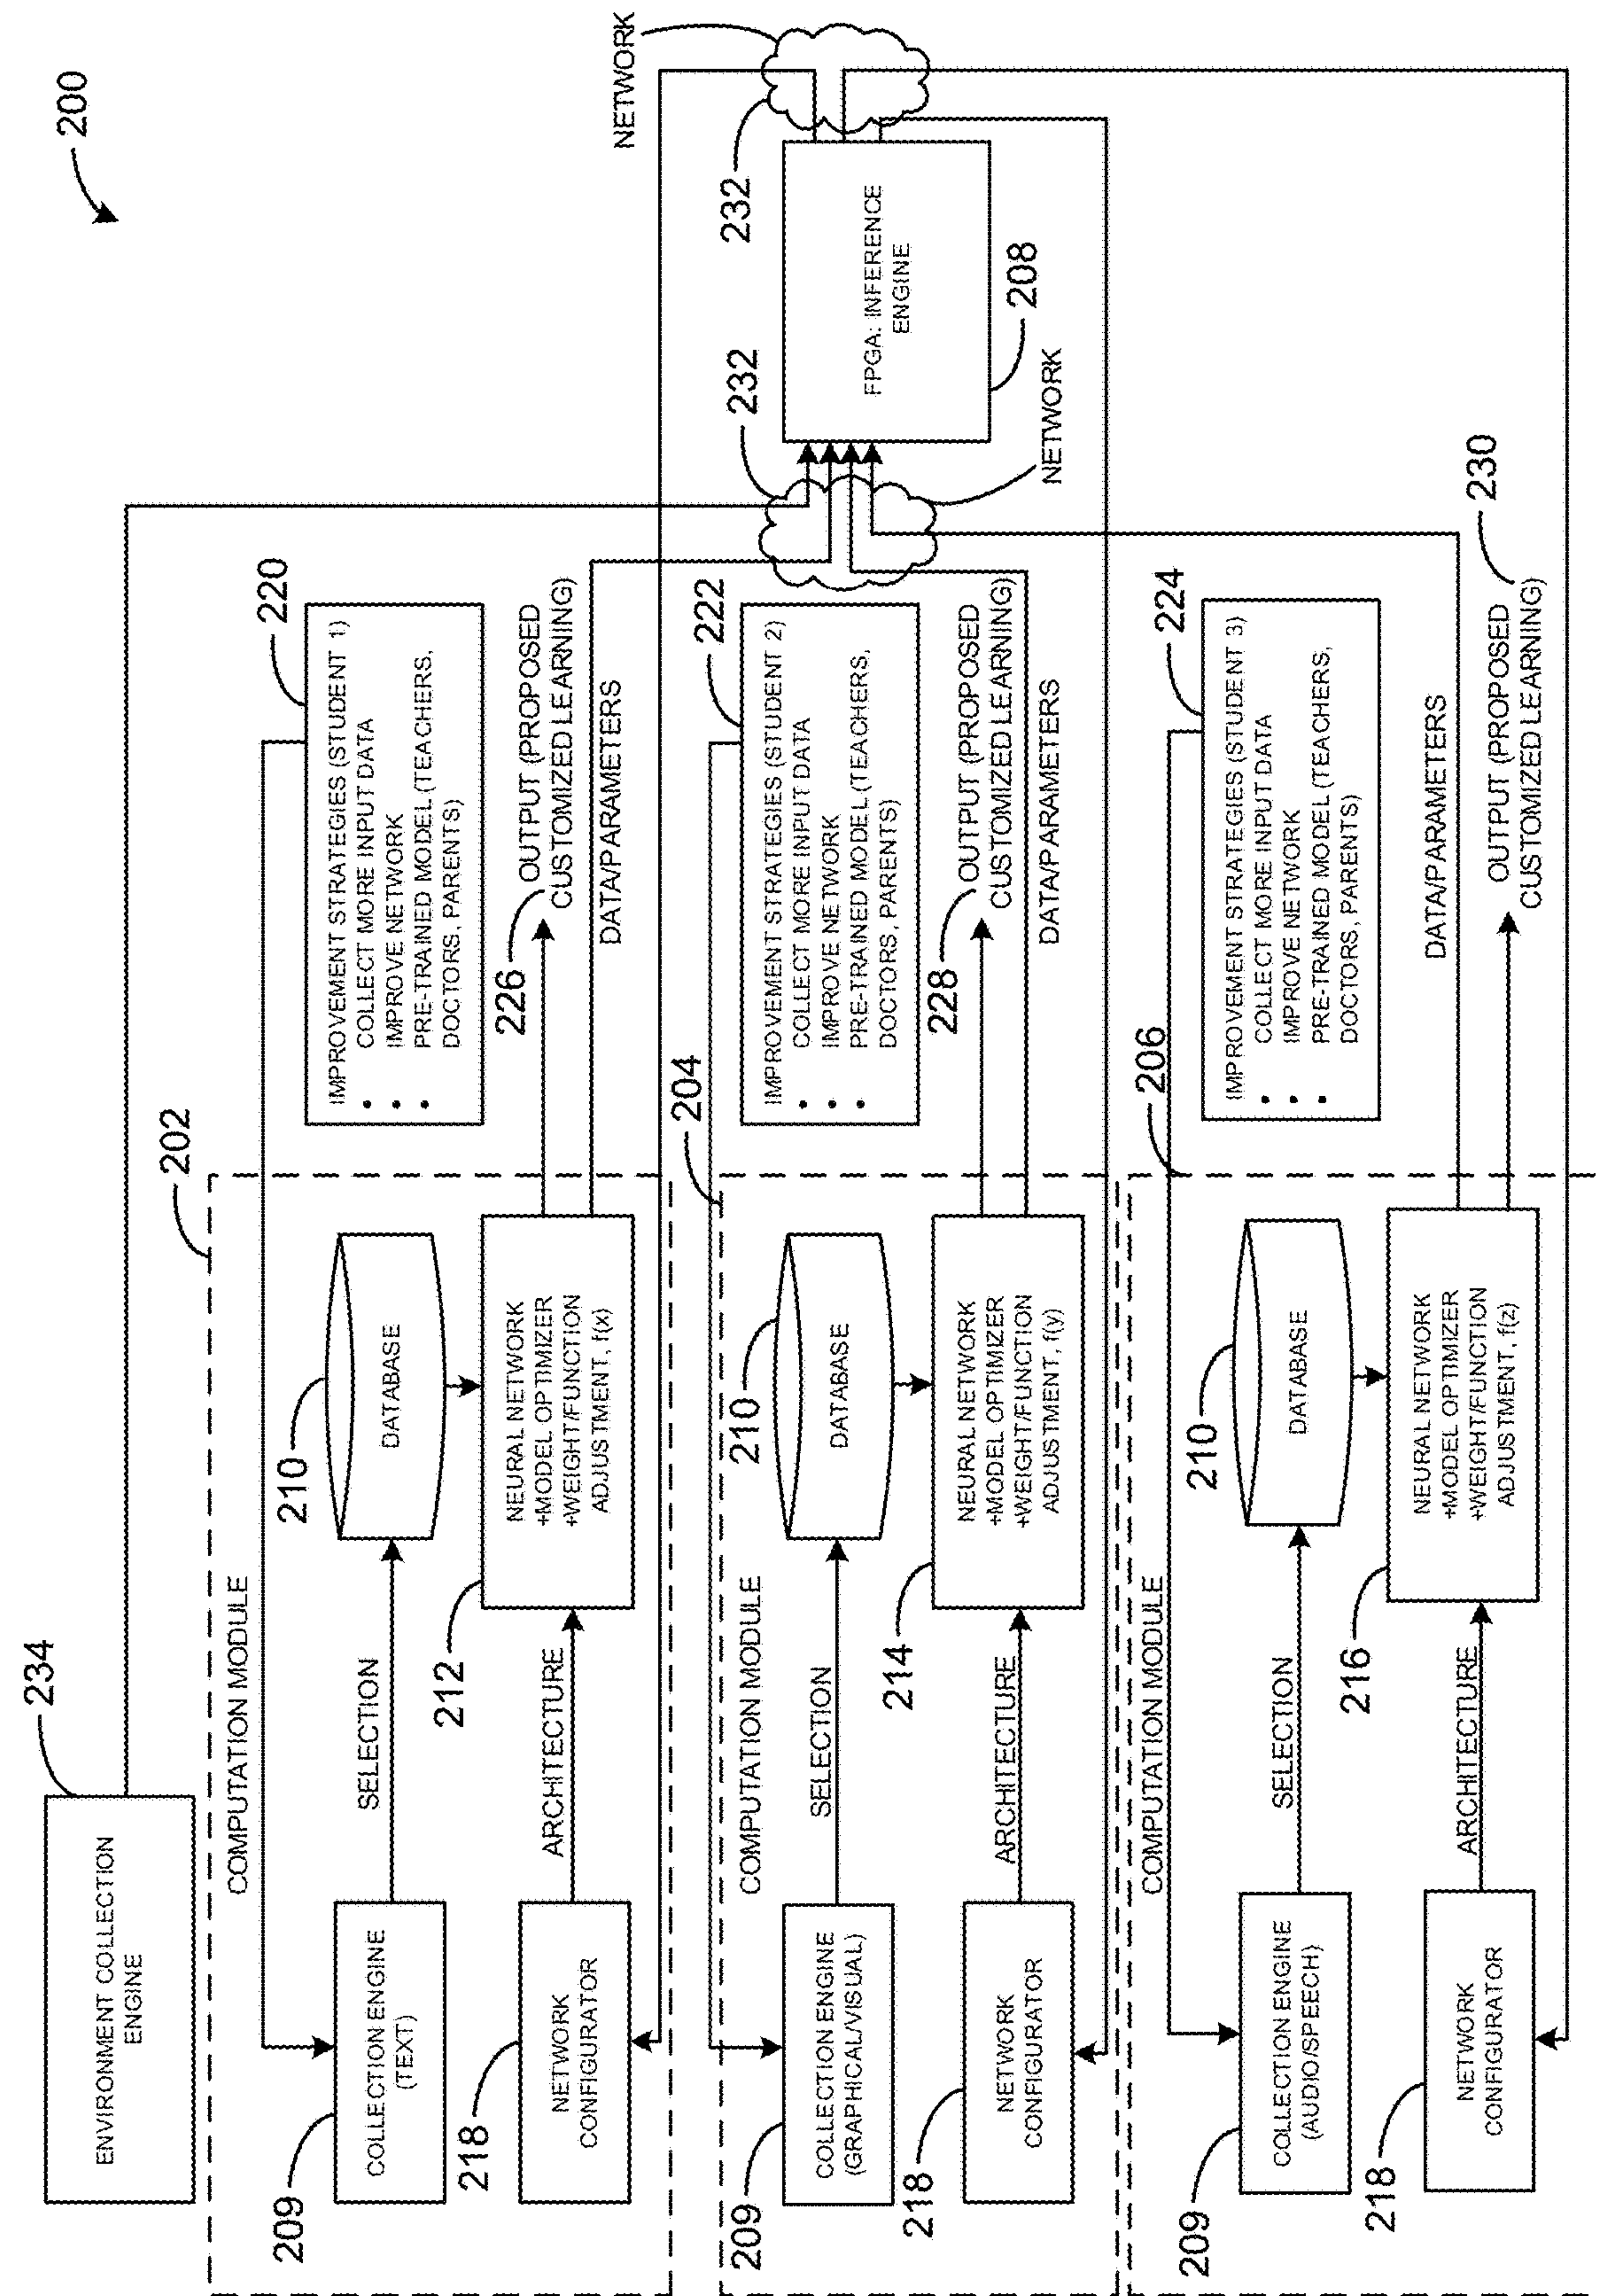 200
ENVIRONMENT COLLECTION
ENGINE
234
202
COMPUTATION MODULE
209
COLLECTION ENGINE
(TEXT)
SELECTION
210
DATABASE
218
NETWORK
CONFIGURATOR
ARCHITECTURE
212
NEURAL NETWORK
+MODEL OPTIMIZER
+WEIGHT/FUNCTION
ADJUSTMENT, f(x)
220
IMPROVEMENT STRATEGIES (STUDENT 1)
• COLLECT MORE INPUT DATA
• IMPROVE NETWORK
• PRE-TRAINED MODEL (TEACHERS,
DOCTORS, PARENTS)
226
OUTPUT (PROPOSED
CUSTOMIZED LEARNING)
DATA/PARAMETERS
204
COMPUTATION MODULE
209
COLLECTION ENGINE
(GRAPHICAL/VISUAL)
SELECTION
210
DATABASE
218
NETWORK
CONFIGURATOR
ARCHITECTURE
214
NEURAL NETWORK
+MODEL OPTIMIZER
+WEIGHT/FUNCTION
ADJUSTMENT, f(y)
222
IMPROVEMENT STRATEGIES (STUDENT 2)
• COLLECT MORE INPUT DATA
• IMPROVE NETWORK
• PRE-TRAINED MODEL (TEACHERS,
DOCTORS, PARENTS)
228
OUTPUT (PROPOSED
CUSTOMIZED LEARNING)
DATA/PARAMETERS
232
NETWORK
FPGA: INFERENCE
ENGINE
208
232
NETWORK
206
COMPUTATION MODULE
209
COLLECTION ENGINE
(AUDIO/SPEECH)
SELECTION
210
DATABASE
218
NETWORK
CONFIGURATOR
ARCHITECTURE
216
NEURAL NETWORK
+MODEL OPTIMIZER
+WEIGHT/FUNCTION
ADJUSTMENT, f(z)
224
IMPROVEMENT STRATEGIES (STUDENT 3)
• COLLECT MORE INPUT DATA
• IMPROVE NETWORK
• PRE-TRAINED MODEL (TEACHERS,
DOCTORS, PARENTS)
DATA/PARAMETERS
230
OUTPUT (PROPOSED
CUSTOMIZED LEARNING)